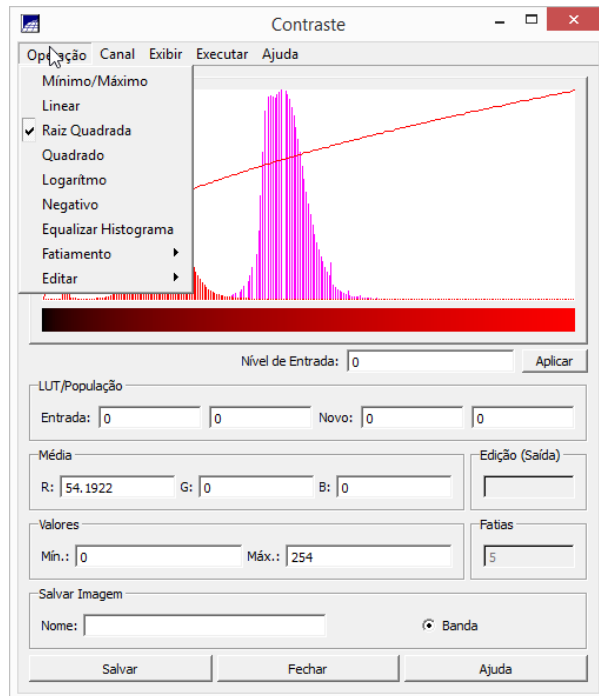 Contraste
Operação Canal Exibir Executar Ajuda
Mínimo/Máximo
Linear
Raiz Quadrada
Quadrado
Logarítmo
Negativo
Equalizar Histograma
Fatiamento
Editar
Nível de Entrada: 0 Aplicar
LUT/População
Entrada: 0 0 Novo: 0 0
Média Edição (Saída)
R: 54.1922 G: 0 B: 0
Valores Fatias
Mín.: 0 Máx.: 254 5
Salvar Imagem
Nome: Banda
Salvar Fechar Ajuda